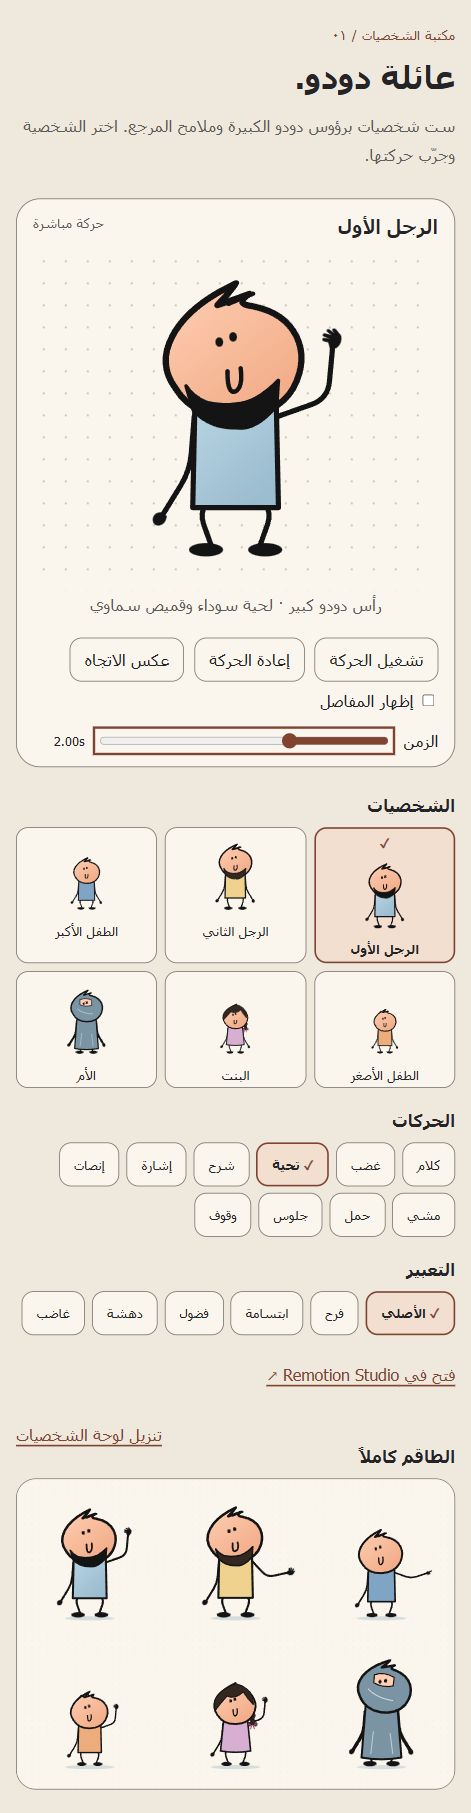 مكتبة الشخصيات / ٠١
عائلة دودو.
ست شخصيات برؤوس دودو الكبيرة وملامح المرجع. اختر الشخصية
وجرّب حركتها.
الرجل الأول
حركة مباشرة
رأس دودو كبير · لحية سوداء وقميص سماوي
تشغيل الحركة
إعادة الحركة
عكس الاتجاه
إظهار المفاصل
الزمن
2.00s
الشخصيات
✓
الرجل الأول
الرجل الثاني
الطفل الأكبر
الطفل الأصغر
البنت
الأم
الحركات
كلام
غضب
✓ تحية
شرح
إشارة
إنصات
مشي
حمل
جلوس
وقوف
التعبير
✓ الأصلي
فرح
ابتسامة
فضول
دهشة
غاضب
فتح في Remotion Studio ↗
تنزيل لوحة الشخصيات
الطاقم كاملاً